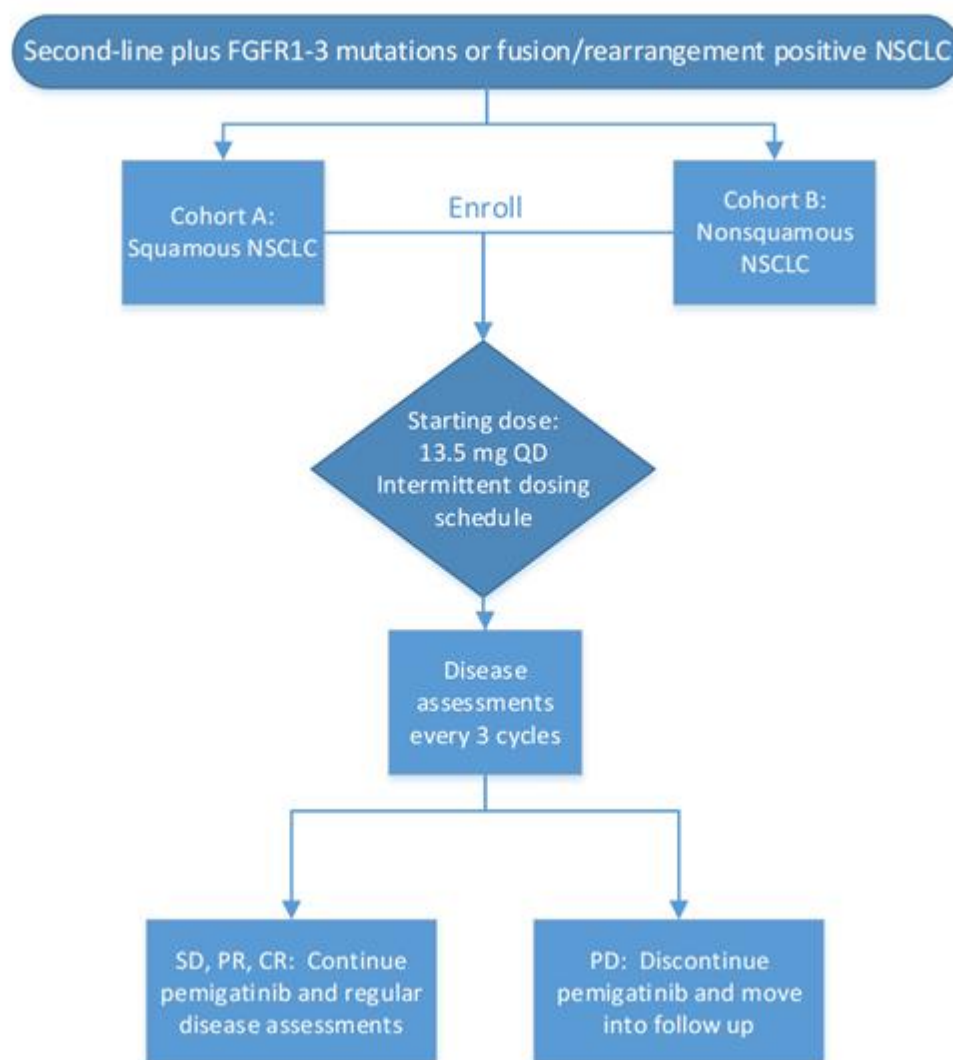 Second-line plus FGFR1-3 mutations or fusion/rearrangement positive NSCLC
Cohort A:
Squamous NSCLC
Enroll
Cohort B:
Nonsquamous
NSCLC
Starting dose:
13.5 mg QD
Intermittent dosing
schedule
Disease
assessments
every 3 cycles
SD, PR, CR:  Continue
pemigatinib and regular
disease assessments
PD:  Discontinue
pemigatinib and move
into follow up